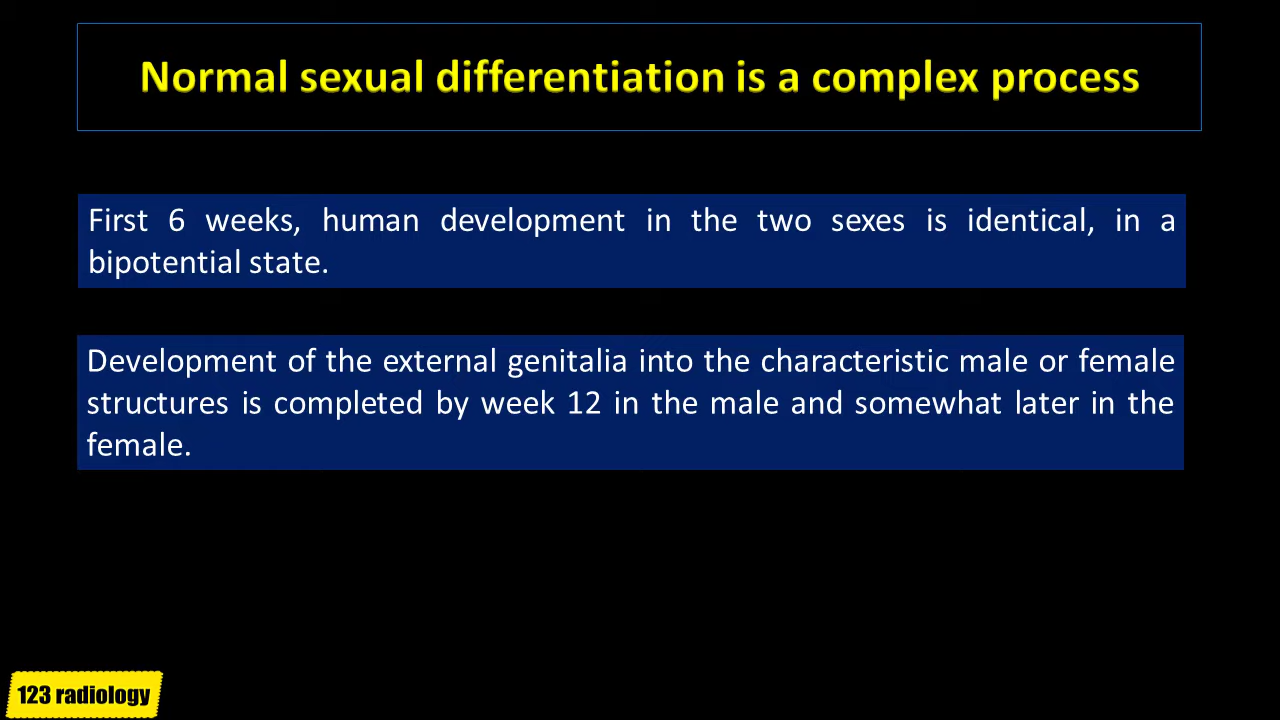 Normal sexual differentiation is a complex process
First 6 weeks, human development in the two sexes is identical, in a
bipotential state.
Development of the external genitalia into the characteristic male or female
structures is completed by week 12 in the male and somewhat later in the
female.
123 radiology